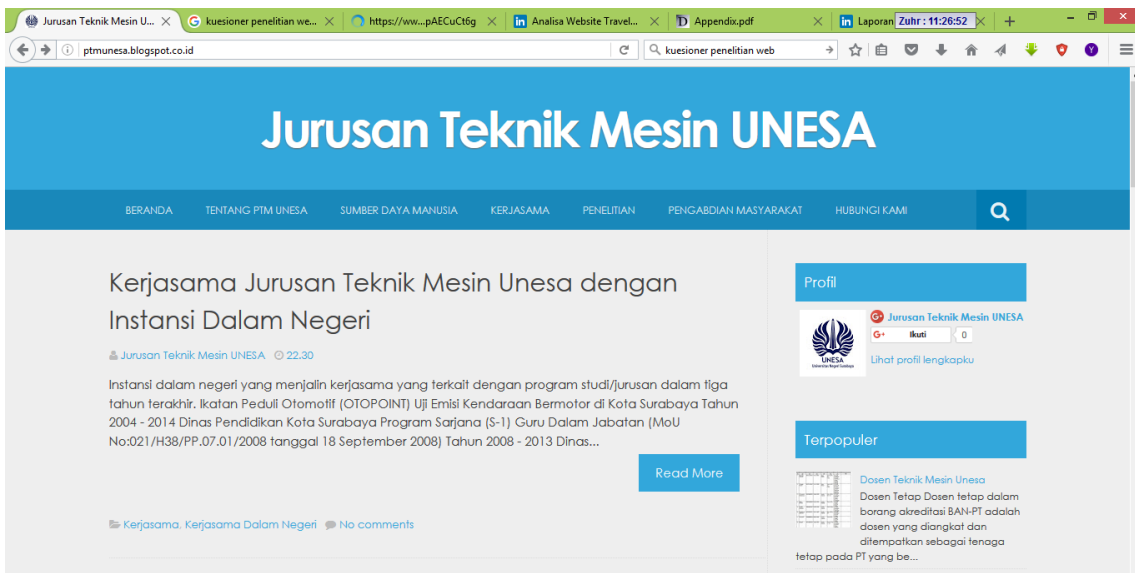 Jurusan Teknik Mesin U...
kuesioner penelitian we...
https://ww...pAECuCt6g
Analisa Website Travel...
Appendix.pdf
Laporan
Zuhr : 11:26:52
ptmunesa.blogspot.co.id
kuesioner penelitian web
Jurusan Teknik Mesin UNESA
BERANDA
TENTANG PTM UNESA
SUMBER DAYA MANUSIA
KERJASAMA
PENELITIAN
PENGABDIAN MASYARAKAT
HUBUNGI KAMI
Kerjasama Jurusan Teknik Mesin Unesa dengan
Instansi Dalam Negeri
Jurusan Teknik Mesin UNESA 22.30
Instansi dalam negeri yang menjalin kerjasama yang terkait dengan program studi/jurusan dalam tiga
tahun terakhir. Ikatan Peduli Otomotif (OTOPOINT) Uji Emisi Kendaraan Bermotor di Kota Surabaya Tahun
2004 - 2014 Dinas Pendidikan Kota Surabaya Program Sarjana (S-1) Guru Dalam Jabatan (MoU
No:021/H38/PP.07.01/2008 tanggal 18 September 2008) Tahun 2008 - 2013 Dinas...
Read More
Kerjasama, Kerjasama Dalam Negeri No comments
Profil
UNESA
Universitas Negeri Surabaya
Jurusan Teknik Mesin UNESA
G+ Ikuti 0
Lihat profil lengkapku
Terpopuler
Dosen Teknik Mesin Unesa
Dosen Tetap Dosen tetap dalam
borang akreditasi BAN-PT adalah
dosen yang diangkat dan
ditempatkan sebagai tenaga
tetap pada PT yang be...